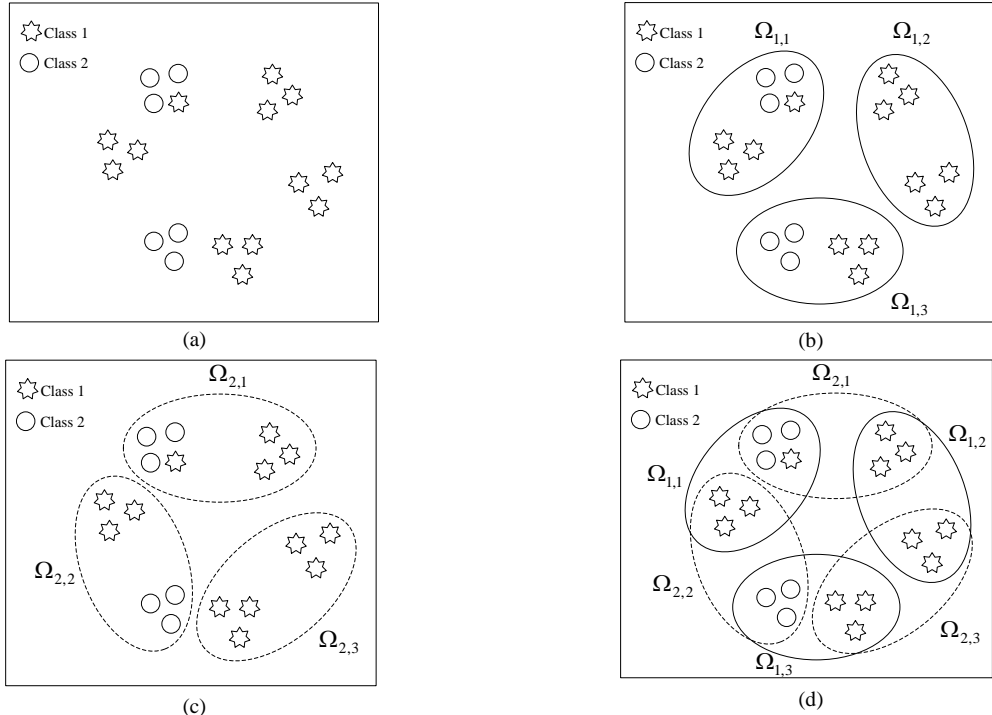 Class 1
Class 2
(a)
Class 1
Class 2
Ω1,1
Ω1,2
Ω1,3
(b)
Class 1
Class 2
Ω2,1
Ω2,2
Ω2,3
(c)
Class 1
Class 2
Ω2,1
Ω1,2
Ω1,1
Ω2,2
Ω2,3
Ω1,3
(d)